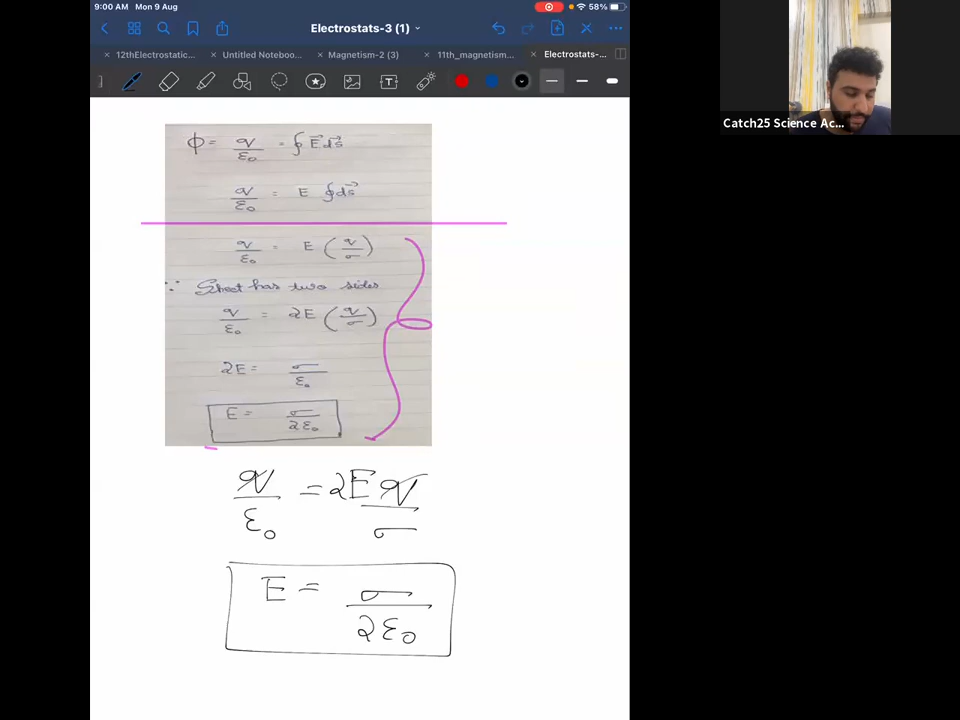 9:00 AM Mon 9 Aug
58%
Electrostats-3 (1)
12thElectrostatic...
Untitled Noteboo...
Magnetism-2 (3)
11th_magnetism...
Electrostats-...
Catch25 Science Ac...
ϕ = q/ε₀ = ∮ E⃗ ds⃗
q/ε₀ = E ∮ ds⃗
q/ε₀ = E (q/σ)
∵ Sheet has two sides
q/ε₀ = 2E (q/σ)
2E = σ/ε₀
E = σ/2ε₀
q/ε₀ = 2E q/σ
E = σ/2ε₀